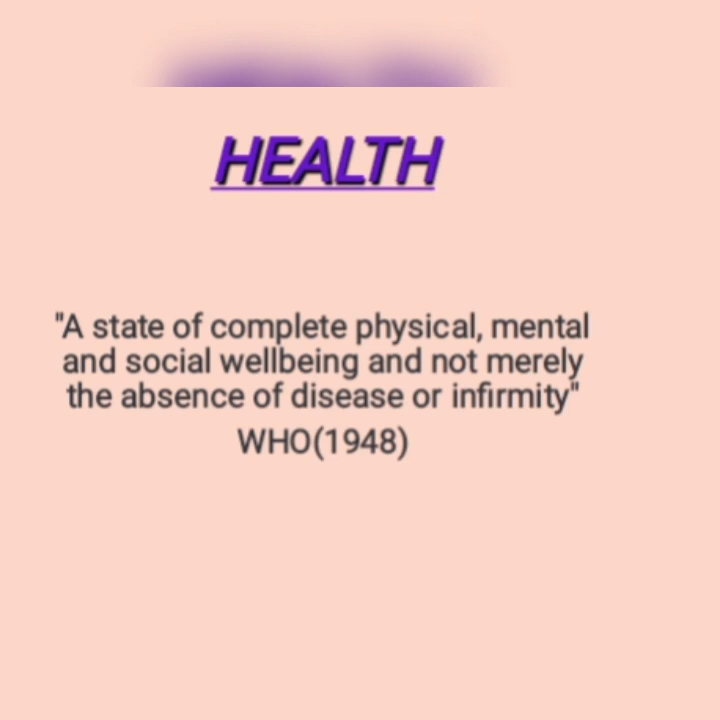 HEALTH
"A state of complete physical, mental
and social wellbeing and not merely
the absence of disease or infirmity"
WHO(1948)